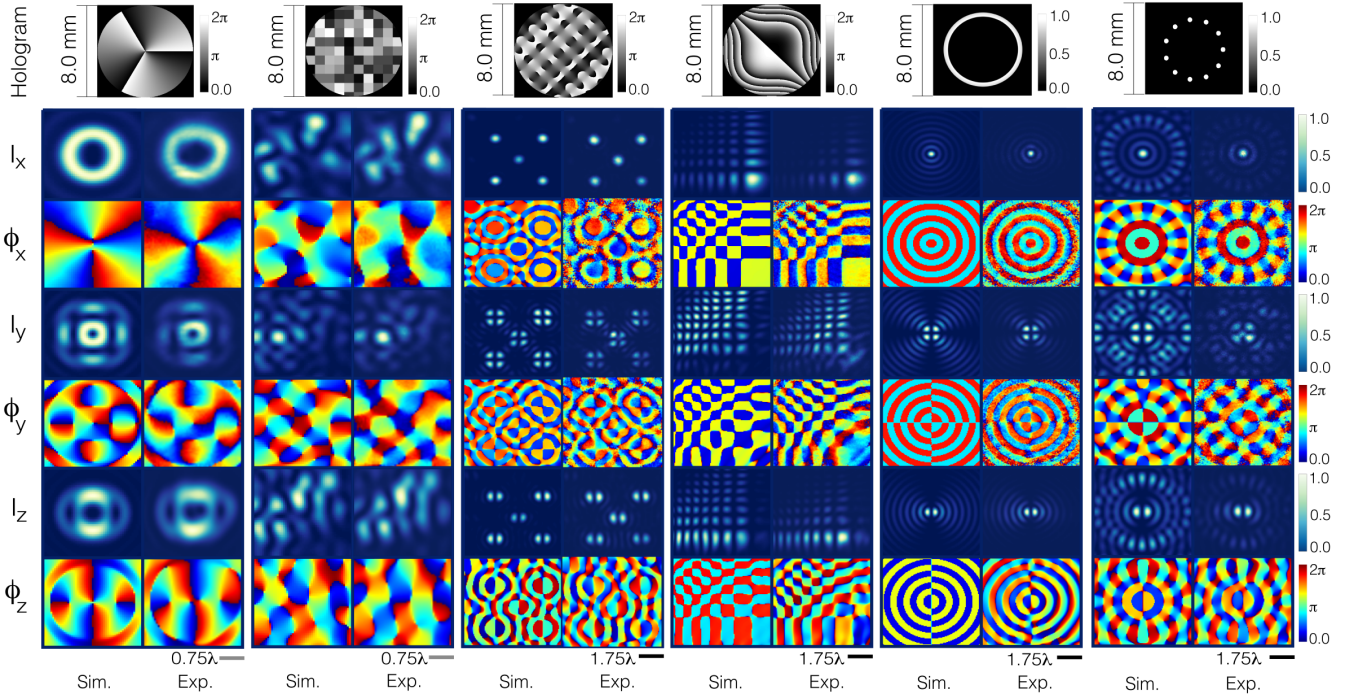 Hologram
8.0 mm 2π π 0.0 8.0 mm 2π π 0.0 8.0 mm 2π π 0.0 8.0 mm 2π π 0.0 8.0 mm 1.0 0.5 0.0 8.0 mm 1.0 0.5 0.0
Ix 1.0 0.5 0.0
ϕx 2π π 0.0
Iy 1.0 0.5 0.0
ϕy 2π π 0.0
Iz 1.0 0.5 0.0
ϕz 2π π 0.0
0.75λ 0.75λ 1.75λ 1.75λ 1.75λ 1.75λ
Sim. Exp. Sim. Exp. Sim. Exp. Sim. Exp. Sim. Exp. Sim. Exp.